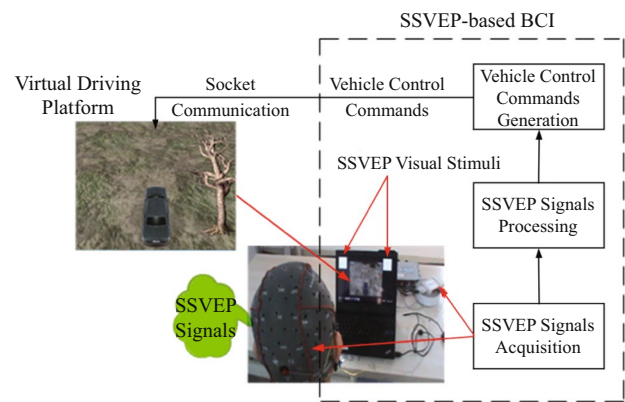 SSVEP-based BCI
Virtual Driving
Platform
Socket
Communication
Vehicle Control
Commands
Vehicle Control
Commands
Generation
SSVEP Visual Stimuli
SSVEP Signals
Processing
SSVEP
Signals
SSVEP Signals
Acquisition